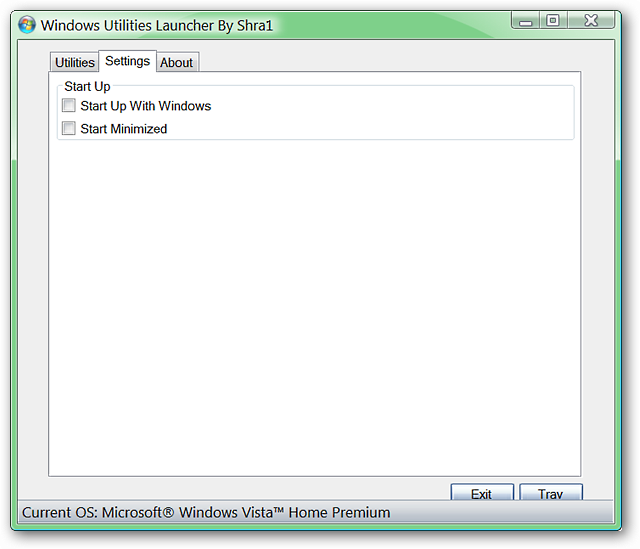 Windows Utilities Launcher By Shra1
Utilities Settings About
Start Up
Start Up With Windows
Start Minimized
Exit Tray
Current OS: Microsoft® Windows Vista™ Home Premium